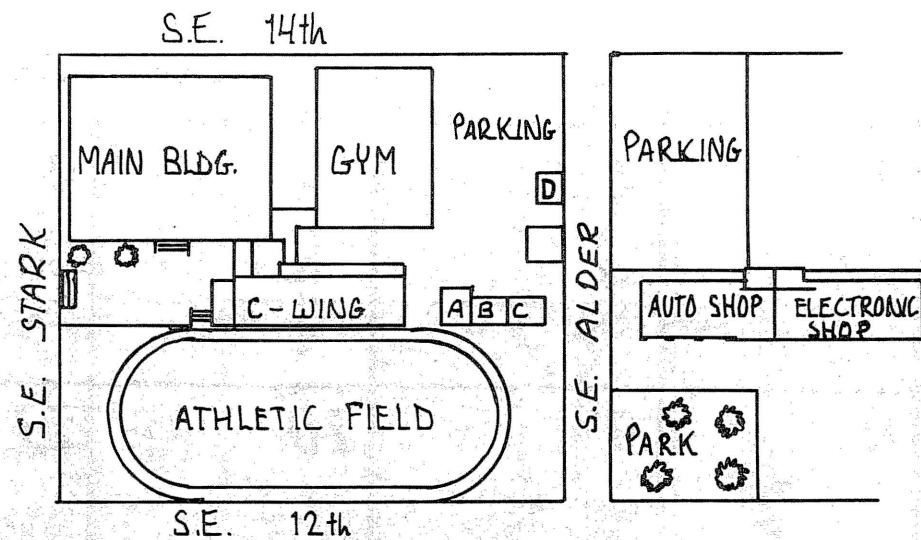 S.E. 14th
MAIN BLDG.
GYM
PARKING
D
PARKING
S.E. STARK
S.E. ALDER
C-WING
A B C
AUTO SHOP
ELECTRONIC
SHOP
ATHLETIC FIELD
PARK
S.E. 12th